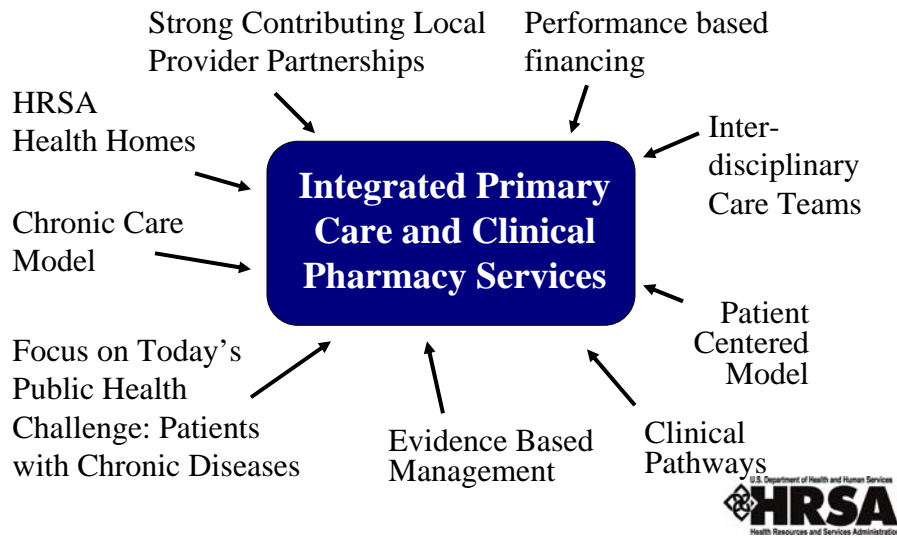 Strong Contributing Local
Provider Partnerships
Performance based
financing
HRSA
Health Homes
Inter-
disciplinary
Care Teams
Integrated Primary
Care and Clinical
Pharmacy Services
Chronic Care
Model
Patient
Centered
Model
Focus on Today's
Public Health
Challenge: Patients
with Chronic Diseases
Evidence Based
Management
Clinical
Pathways
U.S. Department of Health and Human Services
HRSA
Health Resources and Services Administration